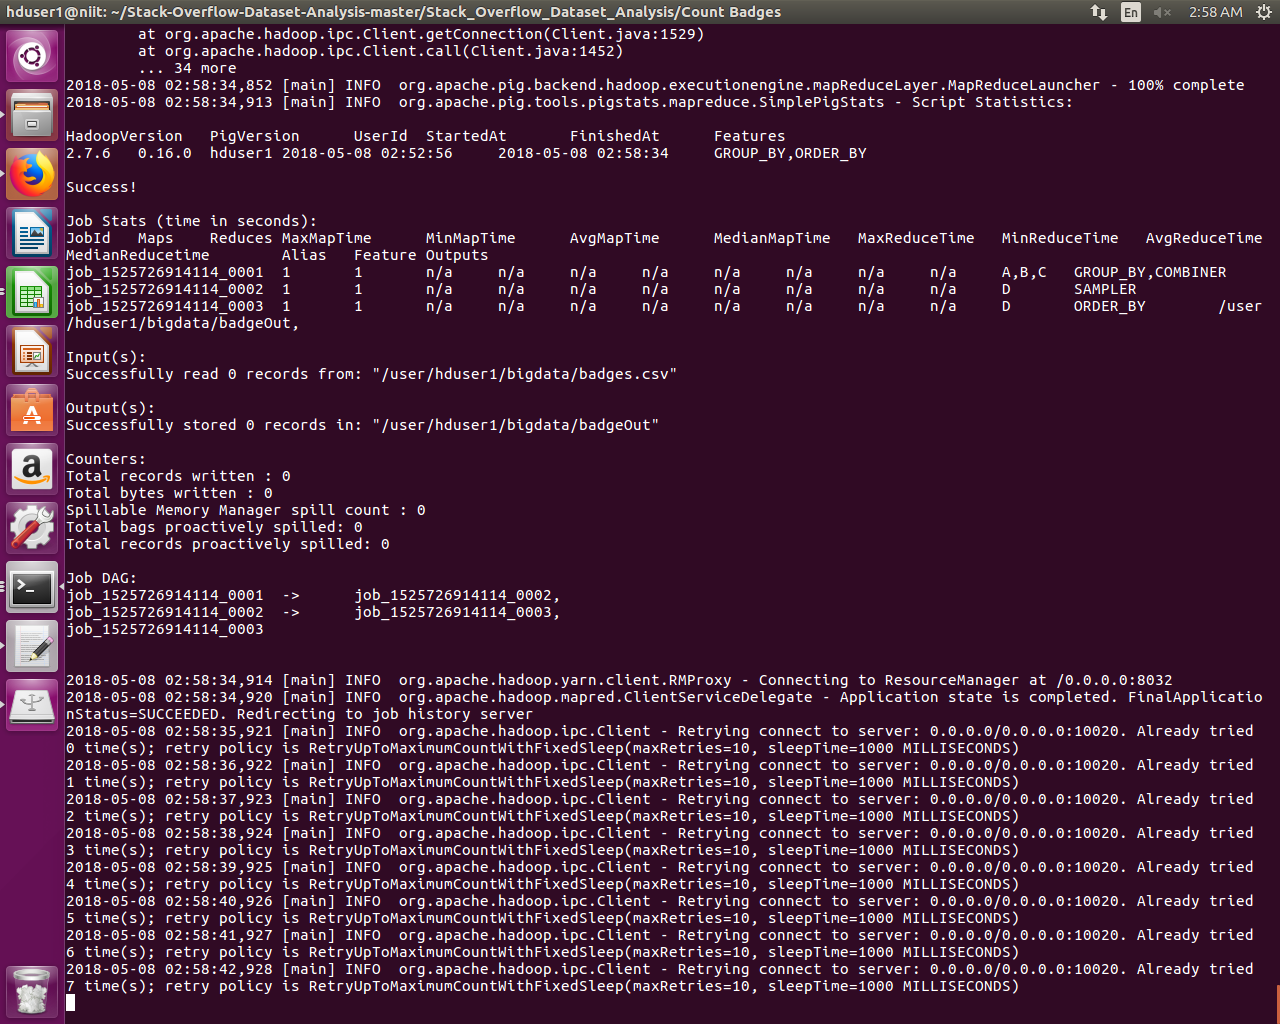 hduser1@niit: ~/Stack-Overflow-Dataset-Analysis-master/Stack_Overflow_Dataset_Analysis/Count Badges
En
2:58 AM
at org.apache.hadoop.ipc.Client.getConnection(Client.java:1529)
at org.apache.hadoop.ipc.Client.call(Client.java:1452)
... 34 more
2018-05-08 02:58:34,852 [main] INFO  org.apache.pig.backend.hadoop.executionengine.mapReduceLayer.MapReduceLauncher - 100% complete
2018-05-08 02:58:34,913 [main] INFO  org.apache.pig.tools.pigstats.mapreduce.SimplePigStats - Script Statistics:
HadoopVersion   PigVersion      UserId  StartedAt       FinishedAt      Features
2.7.6   0.16.0  hduser1 2018-05-08 02:52:56     2018-05-08 02:58:34     GROUP_BY,ORDER_BY
Success!
Job Stats (time in seconds):
JobId   Maps    Reduces MaxMapTime      MinMapTime      AvgMapTime      MedianMapTime   MaxReduceTime   MinReduceTime   AvgReduceTime
MedianReducetime        Alias   Feature Outputs
job_1525726914114_0001  1       1       n/a     n/a     n/a     n/a     n/a     n/a     n/a     n/a     A,B,C   GROUP_BY,COMBINER
job_1525726914114_0002  1       1       n/a     n/a     n/a     n/a     n/a     n/a     n/a     n/a     D       SAMPLER
job_1525726914114_0003  1       1       n/a     n/a     n/a     n/a     n/a     n/a     n/a     n/a     D       ORDER_BY        /user
/hduser1/bigdata/badgeOut,
Input(s):
Successfully read 0 records from: "/user/hduser1/bigdata/badges.csv"
Output(s):
Successfully stored 0 records in: "/user/hduser1/bigdata/badgeOut"
Counters:
Total records written : 0
Total bytes written : 0
Spillable Memory Manager spill count : 0
Total bags proactively spilled: 0
Total records proactively spilled: 0
Job DAG:
job_1525726914114_0001  ->      job_1525726914114_0002,
job_1525726914114_0002  ->      job_1525726914114_0003,
job_1525726914114_0003
2018-05-08 02:58:34,914 [main] INFO  org.apache.hadoop.yarn.client.RMProxy - Connecting to ResourceManager at /0.0.0.0:8032
2018-05-08 02:58:34,920 [main] INFO  org.apache.hadoop.mapred.ClientServiceDelegate - Application state is completed. FinalApplicatio
nStatus=SUCCEEDED. Redirecting to job history server
2018-05-08 02:58:35,921 [main] INFO  org.apache.hadoop.ipc.Client - Retrying connect to server: 0.0.0.0/0.0.0.0:10020. Already tried
0 time(s); retry policy is RetryUpToMaximumCountWithFixedSleep(maxRetries=10, sleepTime=1000 MILLISECONDS)
2018-05-08 02:58:36,922 [main] INFO  org.apache.hadoop.ipc.Client - Retrying connect to server: 0.0.0.0/0.0.0.0:10020. Already tried
1 time(s); retry policy is RetryUpToMaximumCountWithFixedSleep(maxRetries=10, sleepTime=1000 MILLISECONDS)
2018-05-08 02:58:37,923 [main] INFO  org.apache.hadoop.ipc.Client - Retrying connect to server: 0.0.0.0/0.0.0.0:10020. Already tried
2 time(s); retry policy is RetryUpToMaximumCountWithFixedSleep(maxRetries=10, sleepTime=1000 MILLISECONDS)
2018-05-08 02:58:38,924 [main] INFO  org.apache.hadoop.ipc.Client - Retrying connect to server: 0.0.0.0/0.0.0.0:10020. Already tried
3 time(s); retry policy is RetryUpToMaximumCountWithFixedSleep(maxRetries=10, sleepTime=1000 MILLISECONDS)
2018-05-08 02:58:39,925 [main] INFO  org.apache.hadoop.ipc.Client - Retrying connect to server: 0.0.0.0/0.0.0.0:10020. Already tried
4 time(s); retry policy is RetryUpToMaximumCountWithFixedSleep(maxRetries=10, sleepTime=1000 MILLISECONDS)
2018-05-08 02:58:40,926 [main] INFO  org.apache.hadoop.ipc.Client - Retrying connect to server: 0.0.0.0/0.0.0.0:10020. Already tried
5 time(s); retry policy is RetryUpToMaximumCountWithFixedSleep(maxRetries=10, sleepTime=1000 MILLISECONDS)
2018-05-08 02:58:41,927 [main] INFO  org.apache.hadoop.ipc.Client - Retrying connect to server: 0.0.0.0/0.0.0.0:10020. Already tried
6 time(s); retry policy is RetryUpToMaximumCountWithFixedSleep(maxRetries=10, sleepTime=1000 MILLISECONDS)
2018-05-08 02:58:42,928 [main] INFO  org.apache.hadoop.ipc.Client - Retrying connect to server: 0.0.0.0/0.0.0.0:10020. Already tried
7 time(s); retry policy is RetryUpToMaximumCountWithFixedSleep(maxRetries=10, sleepTime=1000 MILLISECONDS)